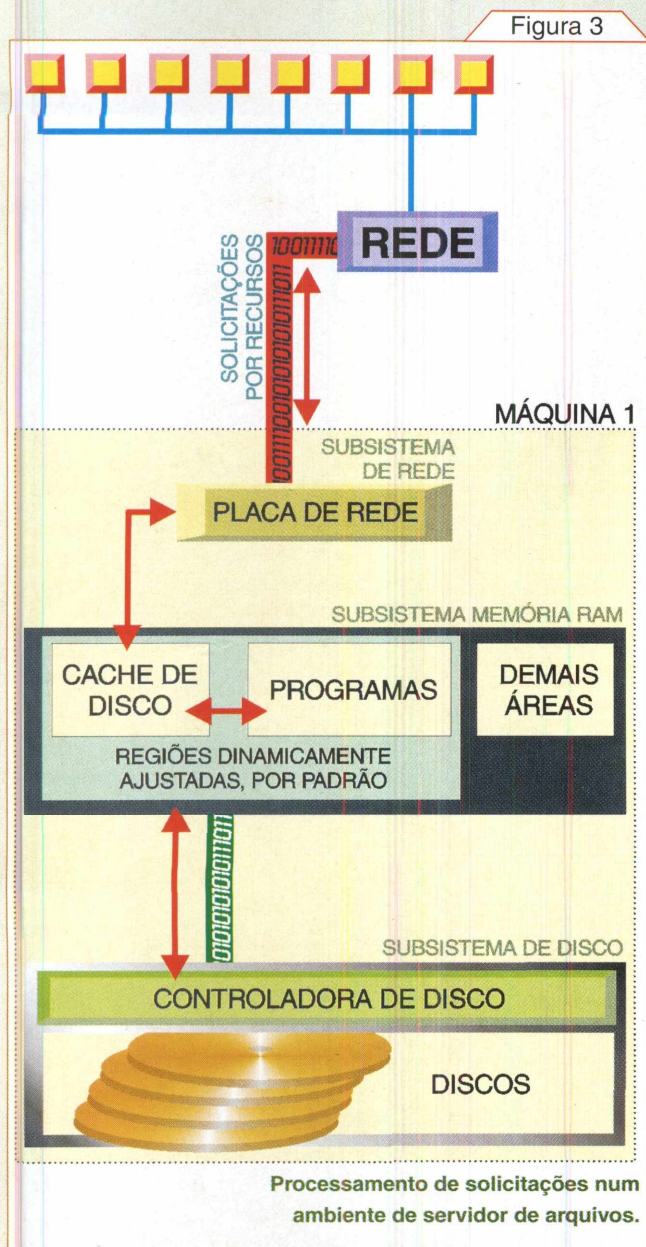 Figura 3
REDE
SOLICITAÇÕES
POR RECURSOS
MÁQUINA 1
SUBSISTEMA
DE REDE
PLACA DE REDE
SUBSISTEMA MEMÓRIA RAM
CACHE DE
DISCO
PROGRAMAS
DEMAIS
ÁREAS
REGIÕES DINAMICAMENTE
AJUSTADAS, POR PADRÃO
SUBSISTEMA DE DISCO
CONTROLADORA DE DISCO
DISCOS
Processamento de solicitações num
ambiente de servidor de arquivos.